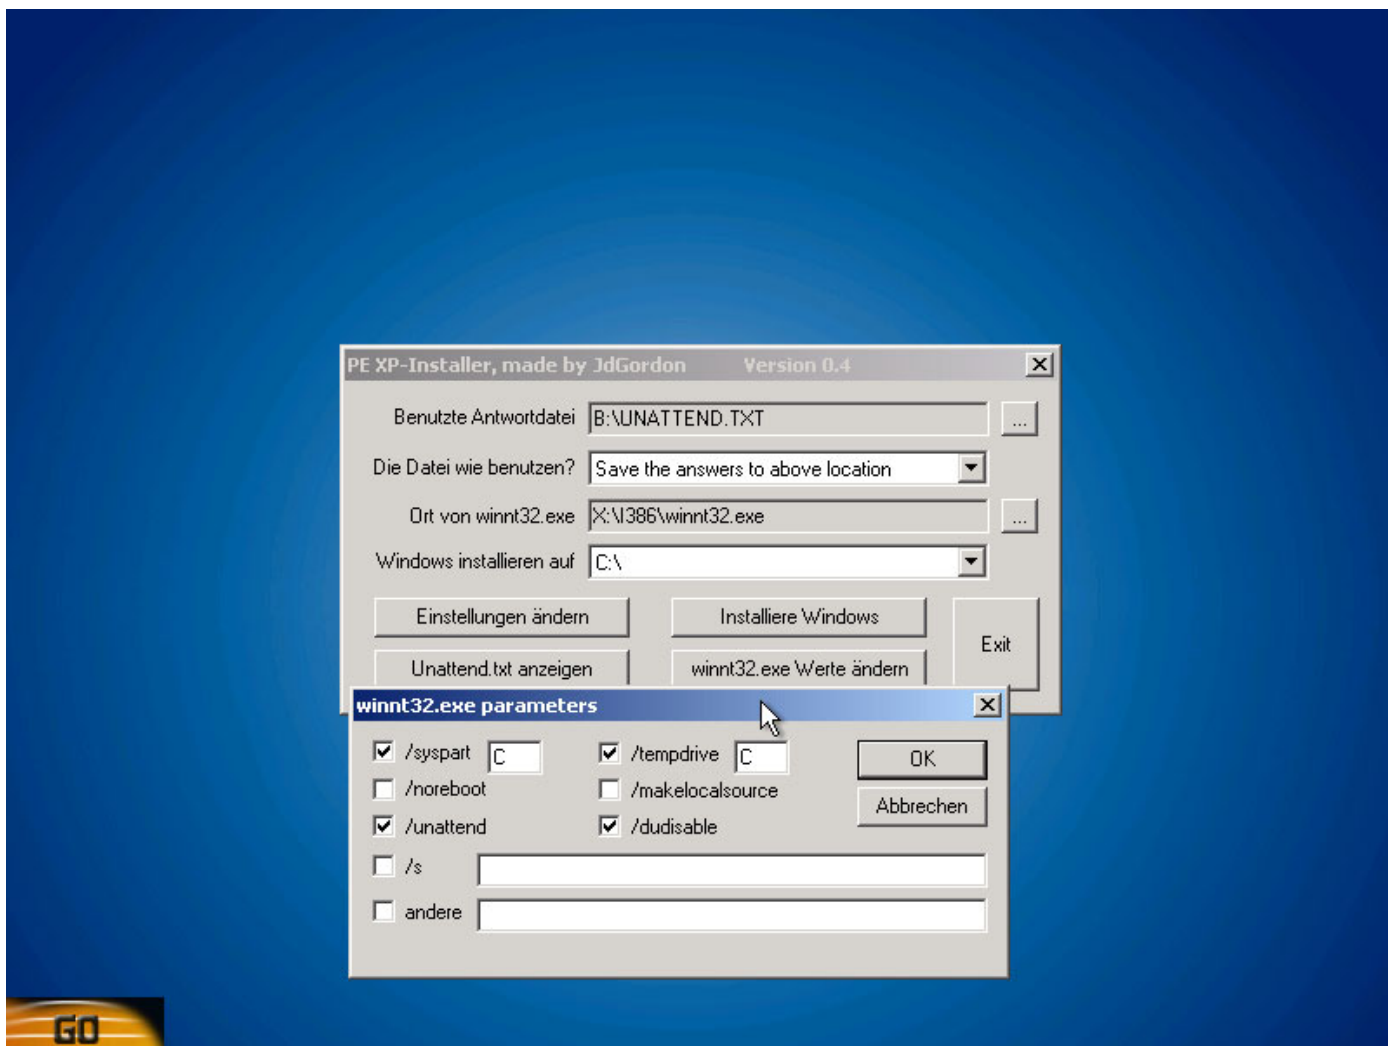 PE XP-Installer, made by JdGordon Version 0.4
Benutzte Antwortdatei B:\UNATTEND.TXT ...
Die Datei wie benutzen? Save the answers to above location
Ort von winnt32.exe X:\I386\winnt32.exe ...
Windows installieren auf C:\
Einstellungen ändern Installiere Windows
Exit
Unattend.txt anzeigen winnt32.exe Werte ändern
winnt32.exe parameters
/syspart C /tempdrive C OK
/noreboot /makelocalsource
Abbrechen
/unattend /dudisable
/s
andere
GO